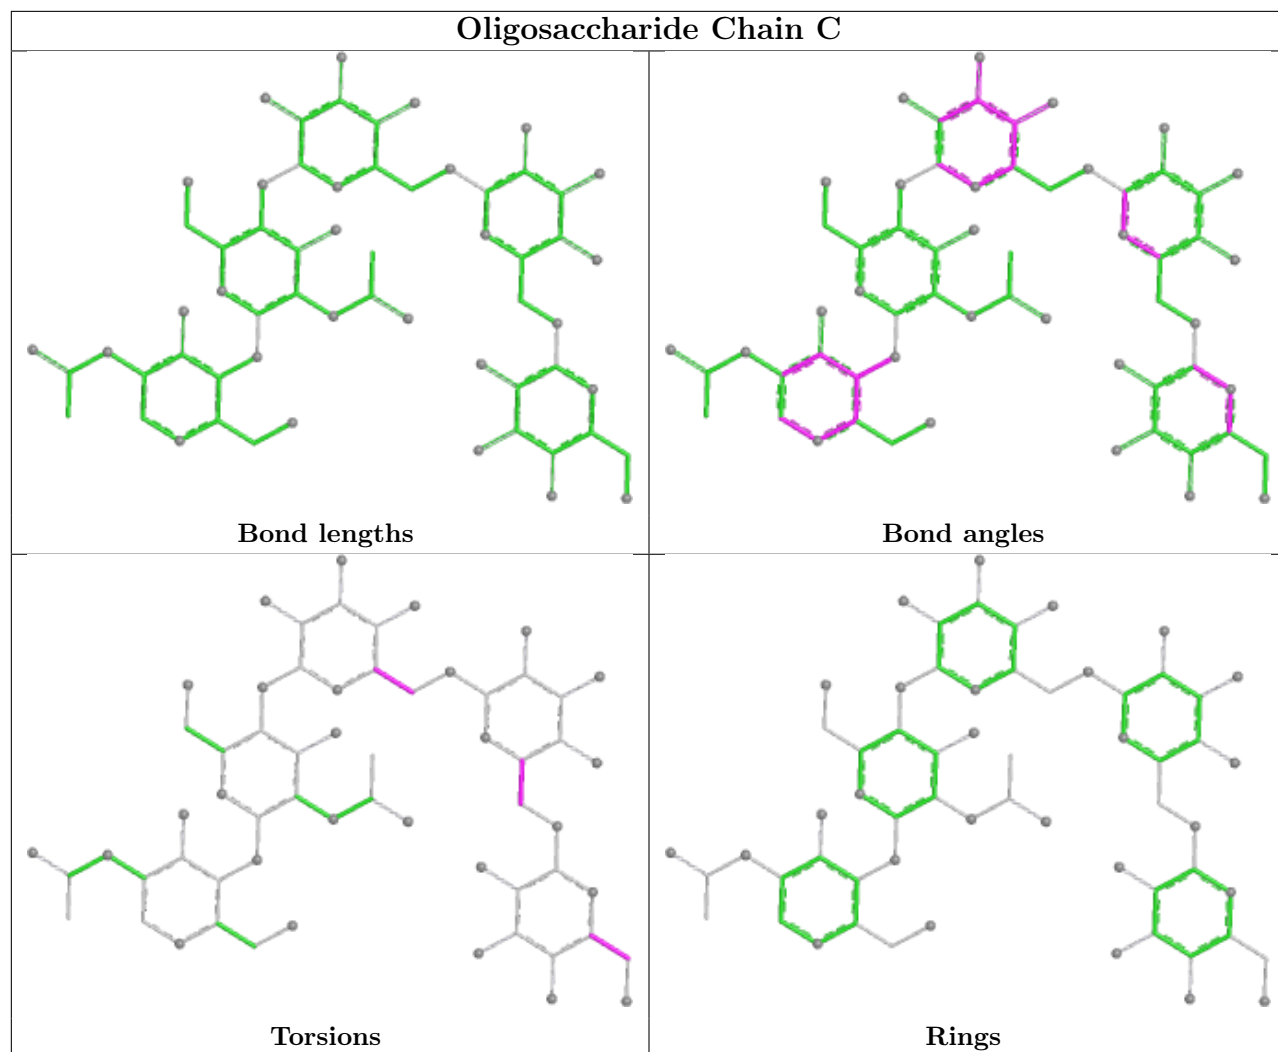 Oligosaccharide Chain C
Bond lengths
Bond angles
Torsions
Rings